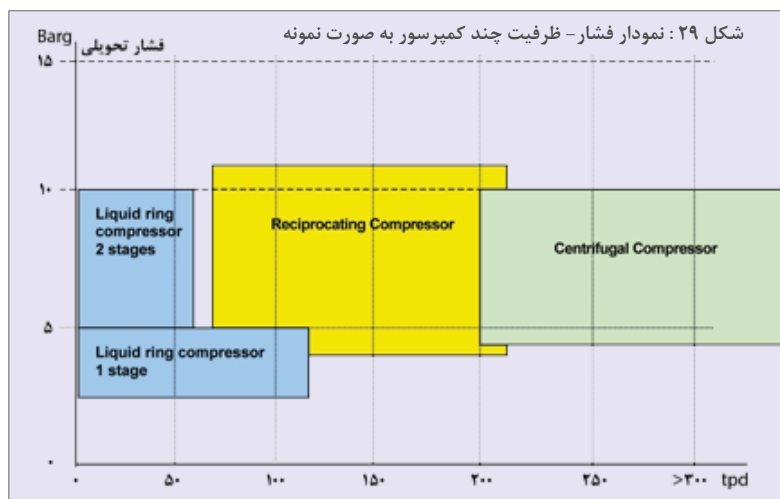 شکل ۲۹ : نمودار فشار - ظرفیت چند کمپرسور به صورت نمونه
Barg
فشار تحویلی
۱۵
۱۰
۵
۰
Liquid ring
compressor
2 stages
Reciprocating Compressor
Centrifugal Compressor
Liquid ring compressor
1 stage
۰ ۵۰ ۱۰۰ ۱۵۰ ۲۰۰ ۲۵۰ >۳۰۰ tpd